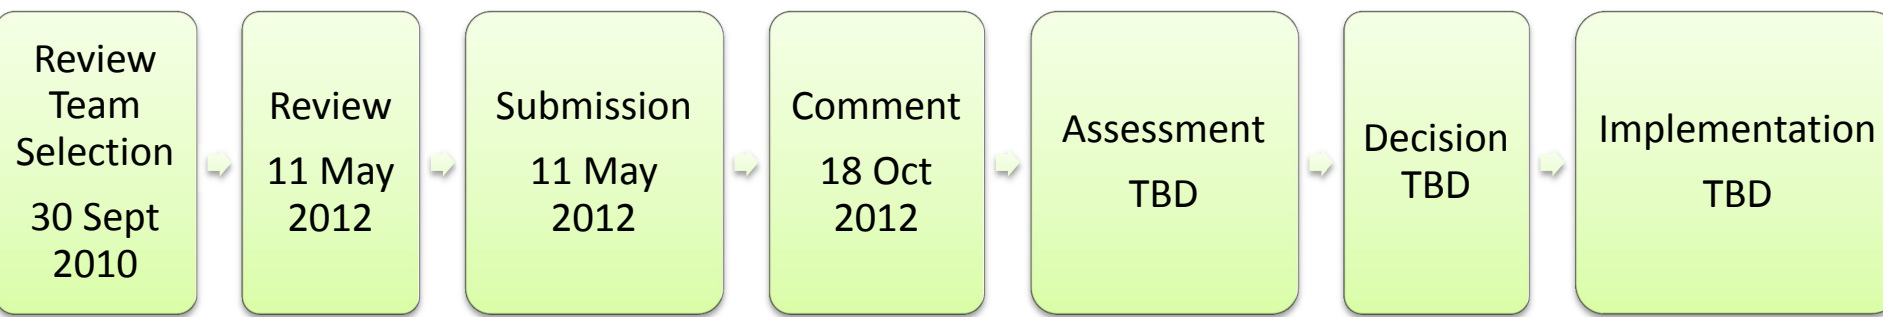 Review
Team
Selection
30 Sept
2010
Review
11 May
2012
Submission
11 May
2012
Comment
18 Oct
2012
Assessment
TBD
Decision
TBD
Implementation
TBD